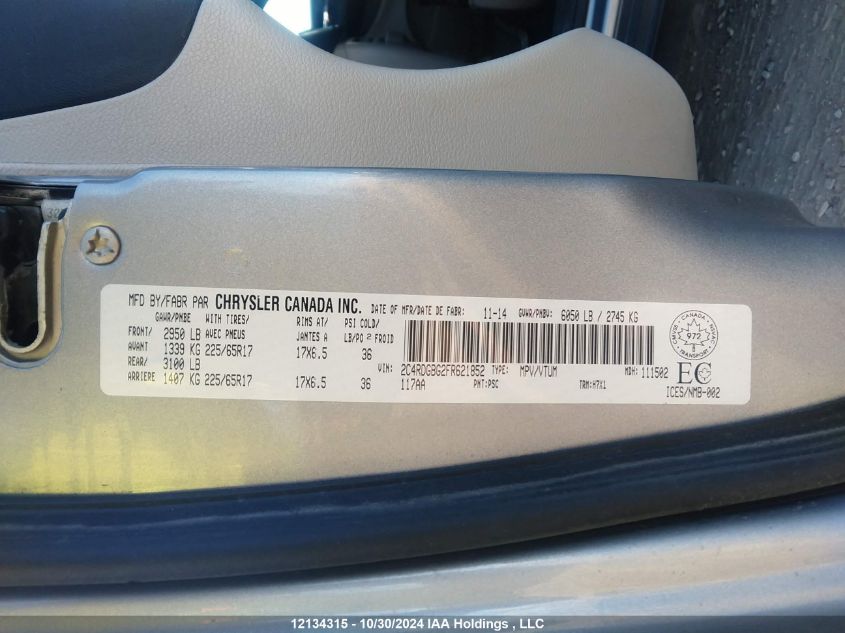 MFD BY/FABR PAR CHRYSLER CANADA INC. DATE OF MFR/DATE DE FABR: 11-14 GVWR/PNBV: 6050 LB / 2745 KG
GAWR/PNBE WITH TIRES/ RIMS AT/ PSI COLD/
FRONT/ 2950 LB AVEC PNEUS JANTES A LB/PO 2 FROID
AVANT 1339 KG 225/65R17 17X6.5 36
REAR/ 3100 LB VIN: 2C4RDGBG2FR621852 TYPE: MPV/VTUM MDH: 111502
ARRIERE 1407 KG 225/65R17 17X6.5 36 117AA PNT: PSC TRM: H7X1
CANADA
972
TRANSPORT
EC
ICES/NMB-002
12134315 - 10/30/2024 IAA Holdings , LLC